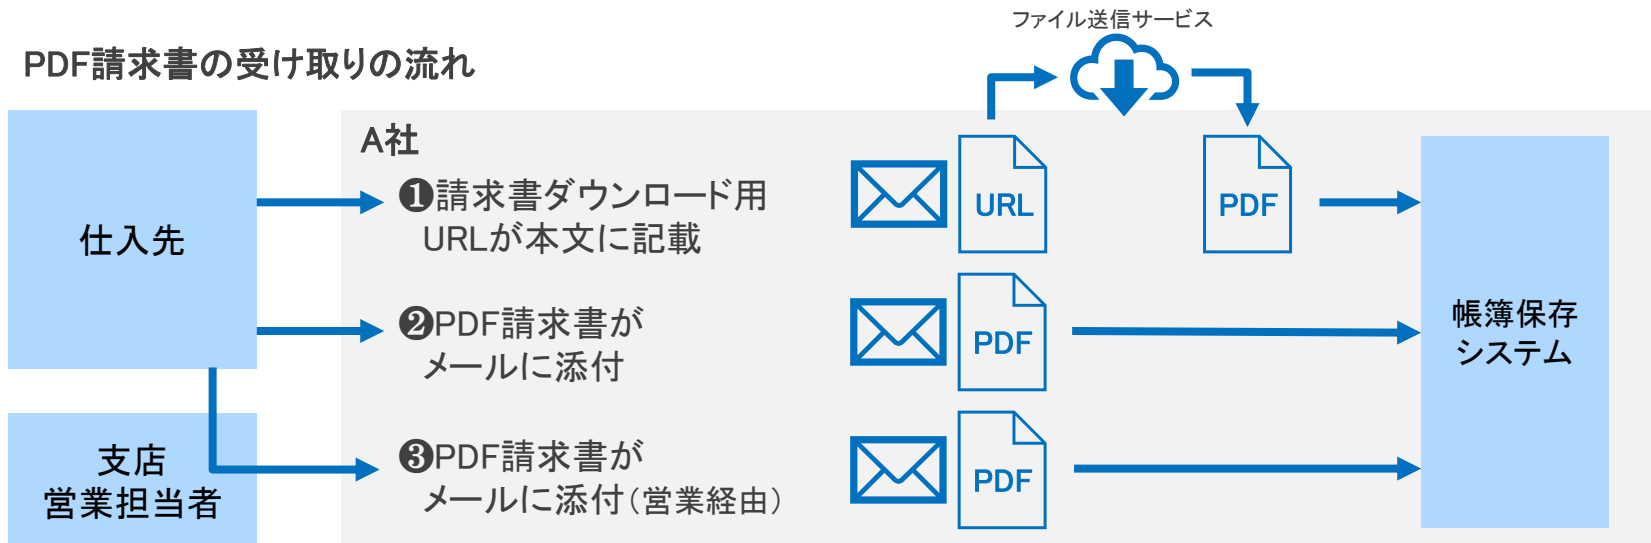 ファイル送信サービス
PDF請求書の受け取りの流れ
A社
仕入先
❶請求書ダウンロード用
URLが本文に記載
URL
PDF
❷PDF請求書が
メールに添付
PDF
帳簿保存
システム
支店
営業担当者
❸PDF請求書が
メールに添付（営業経由）
PDF